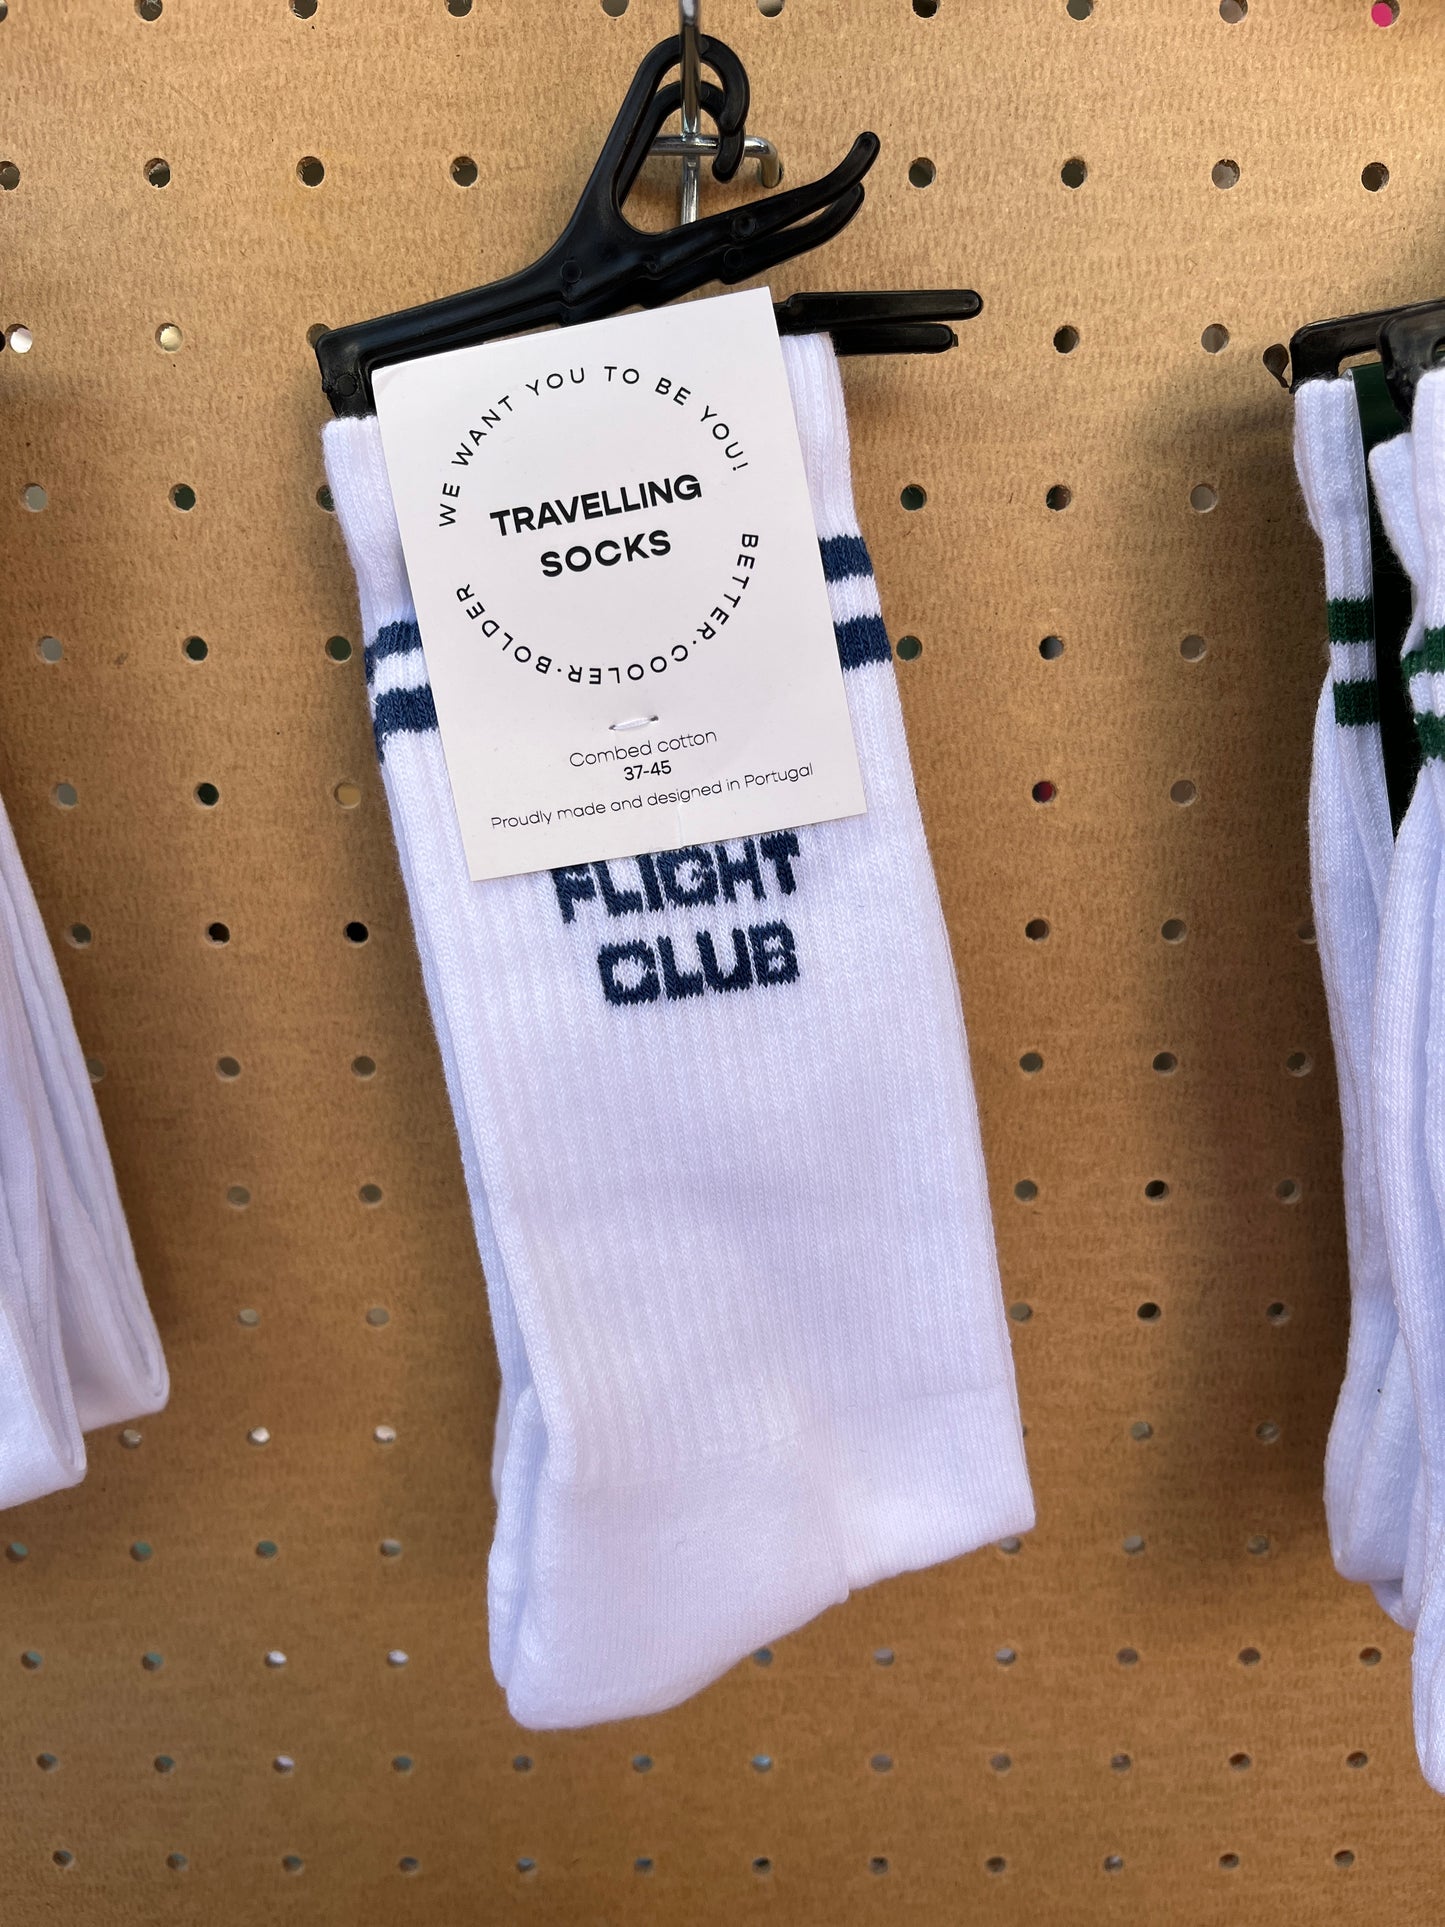 WE WANT YOU TO BE YOU!
TRAVELLING
SOCKS
BETTER·COOLER·BOLDER
Combed cotton
37-45
Proudly made and designed in Portugal
FLIGHT
CLUB